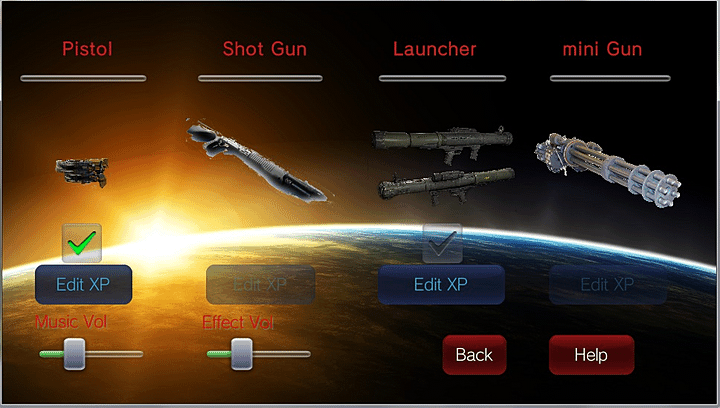 Pistol
Shot Gun
Launcher
mini Gun
Edit XP
Edit XP
Edit XP
Edit XP
Music Vol
Effect Vol
Back
Help